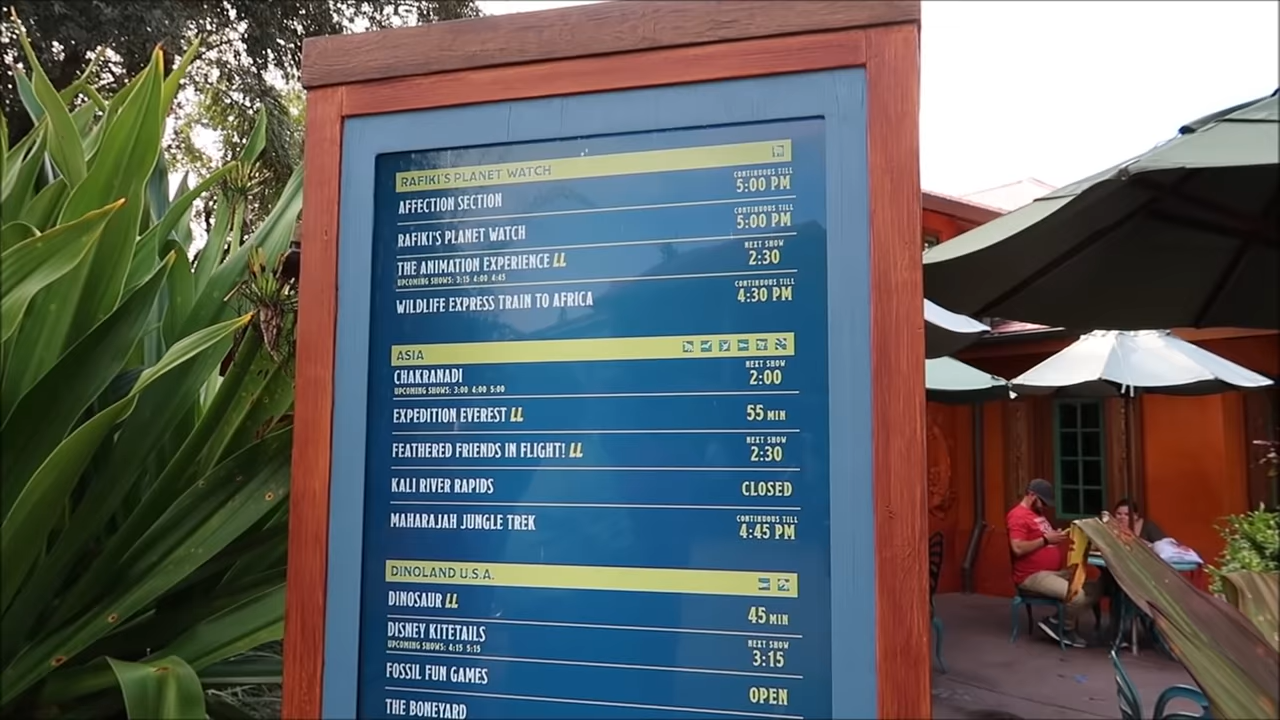 RAFIKI'S PLANET WATCH
AFFECTION SECTION
CONTINUOUS TILL
5:00 PM
RAFIKI'S PLANET WATCH
CONTINUOUS TILL
5:00 PM
THE ANIMATION EXPERIENCE LL
UPCOMING SHOWS: 3:15 4:00 4:45
NEXT SHOW
2:30
WILDLIFE EXPRESS TRAIN TO AFRICA
CONTINUOUS TILL
4:30 PM
ASIA
CHAKRANADI
UPCOMING SHOWS: 3:00 4:00 5:00
NEXT SHOW
2:00
EXPEDITION EVEREST LL
55 MIN
FEATHERED FRIENDS IN FLIGHT! LL
NEXT SHOW
2:30
KALI RIVER RAPIDS
CLOSED
MAHARAJAH JUNGLE TREK
CONTINUOUS TILL
4:45 PM
DINOLAND U.S.A.
DINOSAUR LL
45 MIN
DISNEY KITETAILS
UPCOMING SHOWS: 4:15 5:15
NEXT SHOW
3:15
FOSSIL FUN GAMES
OPEN
THE BONEYARD